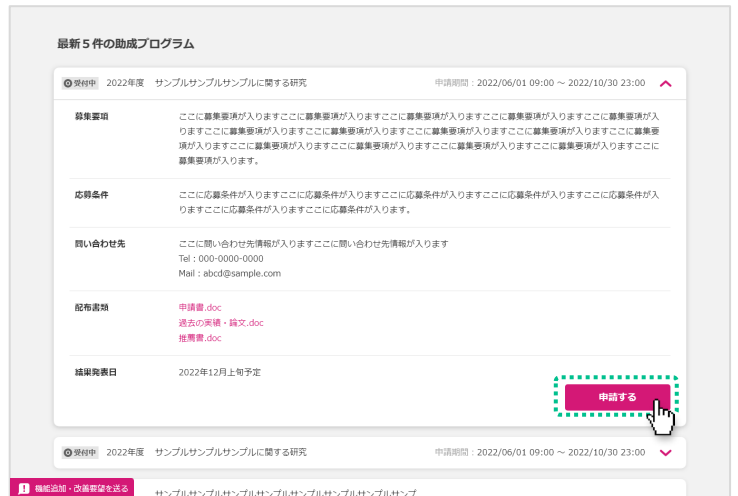 最新5件の助成プログラム
受付中 2022年度 サンプルサンプルサンプルに関する研究 申請期間：2022/06/01 09:00 ～ 2022/10/30 23:00
募集要項 ここに募集要項が入りますここに募集要項が入りますここに募集要項が入りますここに募集要項が入りますここに募集要項が入
りますここに募集要項が入りますここに募集要項が入りますここに募集要項が入りますここに募集要項が入りますここに募集要
項が入りますここに募集要項が入りますここに募集要項が入りますここに募集要項が入りますここに募集要項が入りますここに
募集要項が入ります。
応募条件 ここに応募条件が入りますここに応募条件が入りますここに応募条件が入りますここに応募条件が入りますここに応募条件が入
りますここに応募条件が入りますここに応募条件が入ります。
問い合わせ先 ここに問い合わせ先情報が入りますここに問い合わせ先情報が入ります
Tel：000-0000-0000
Mail：abcd@sample.com
配布書類 申請書.doc
過去の実績・論文.doc
推薦書.doc
結果発表日 2022年12月上旬予定
申請する
受付中 2022年度 サンプルサンプルサンプルに関する研究 申請期間：2022/06/01 09:00 ～ 2022/10/30 23:00
機能追加・改善要望を送る
サンプルサンプルサンプルサンプルサンプルサンプルサンプルサンプ